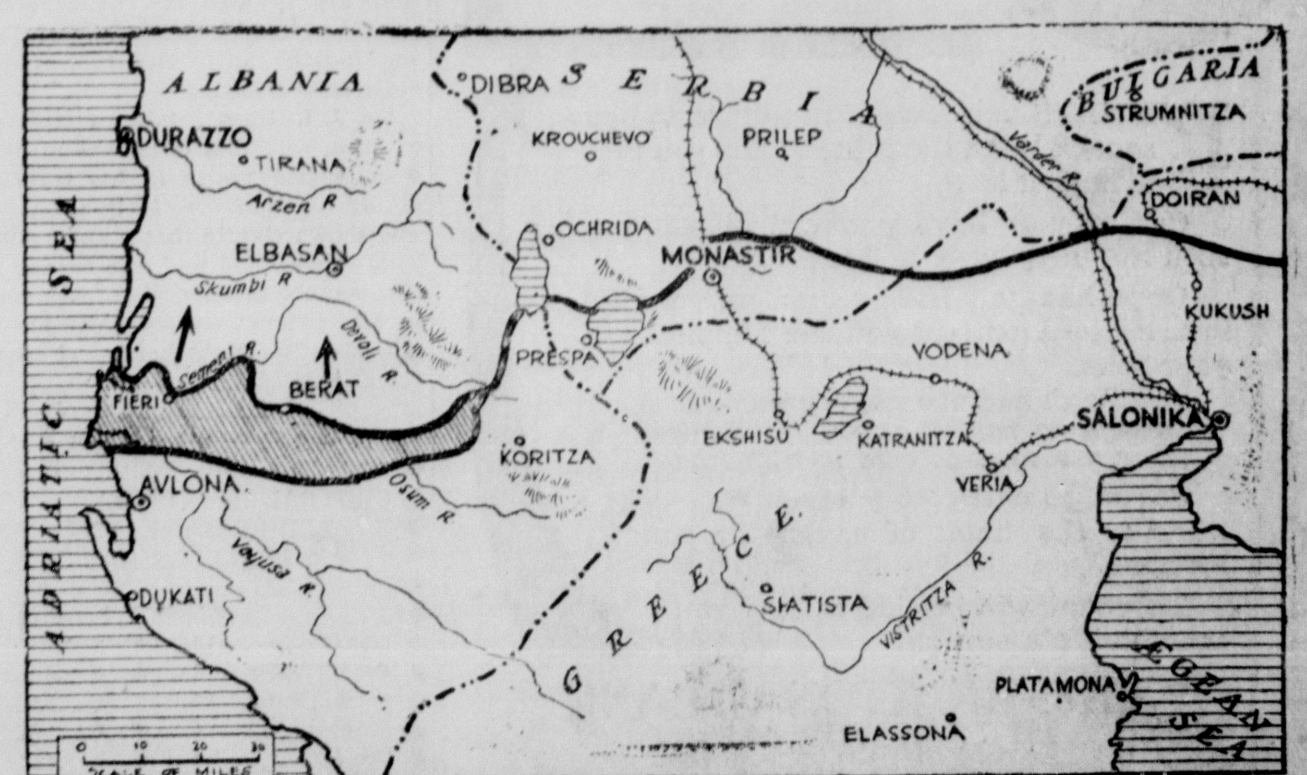 ALBANIA
SERBIA
BULGARIA
DIBRA
STRUMNITZA
DURAZZO
KROUCHEVO
PRILEP
TIRANA
Vardar R.
Arzen R
DOIRAN
OCHRIDA
ELBASAN
MONASTIR
Skumbi R
KUKUSH
Devoli R.
PRESPA
VODENA
Semeni R.
BERAT
FIERI
SALONIKA
EKSHISU
KATRANITZA
KORITZA
VERIA
AVLONA
Osum R.
Voyusa R.
GREECE.
DUKATI
SIATISTA
VISTRITZA R.
ADRIATIC SEA
PLATAMONA
ÆGEAN
SEA
ELASSONA
0 10 20 30
SCALE OF MILES